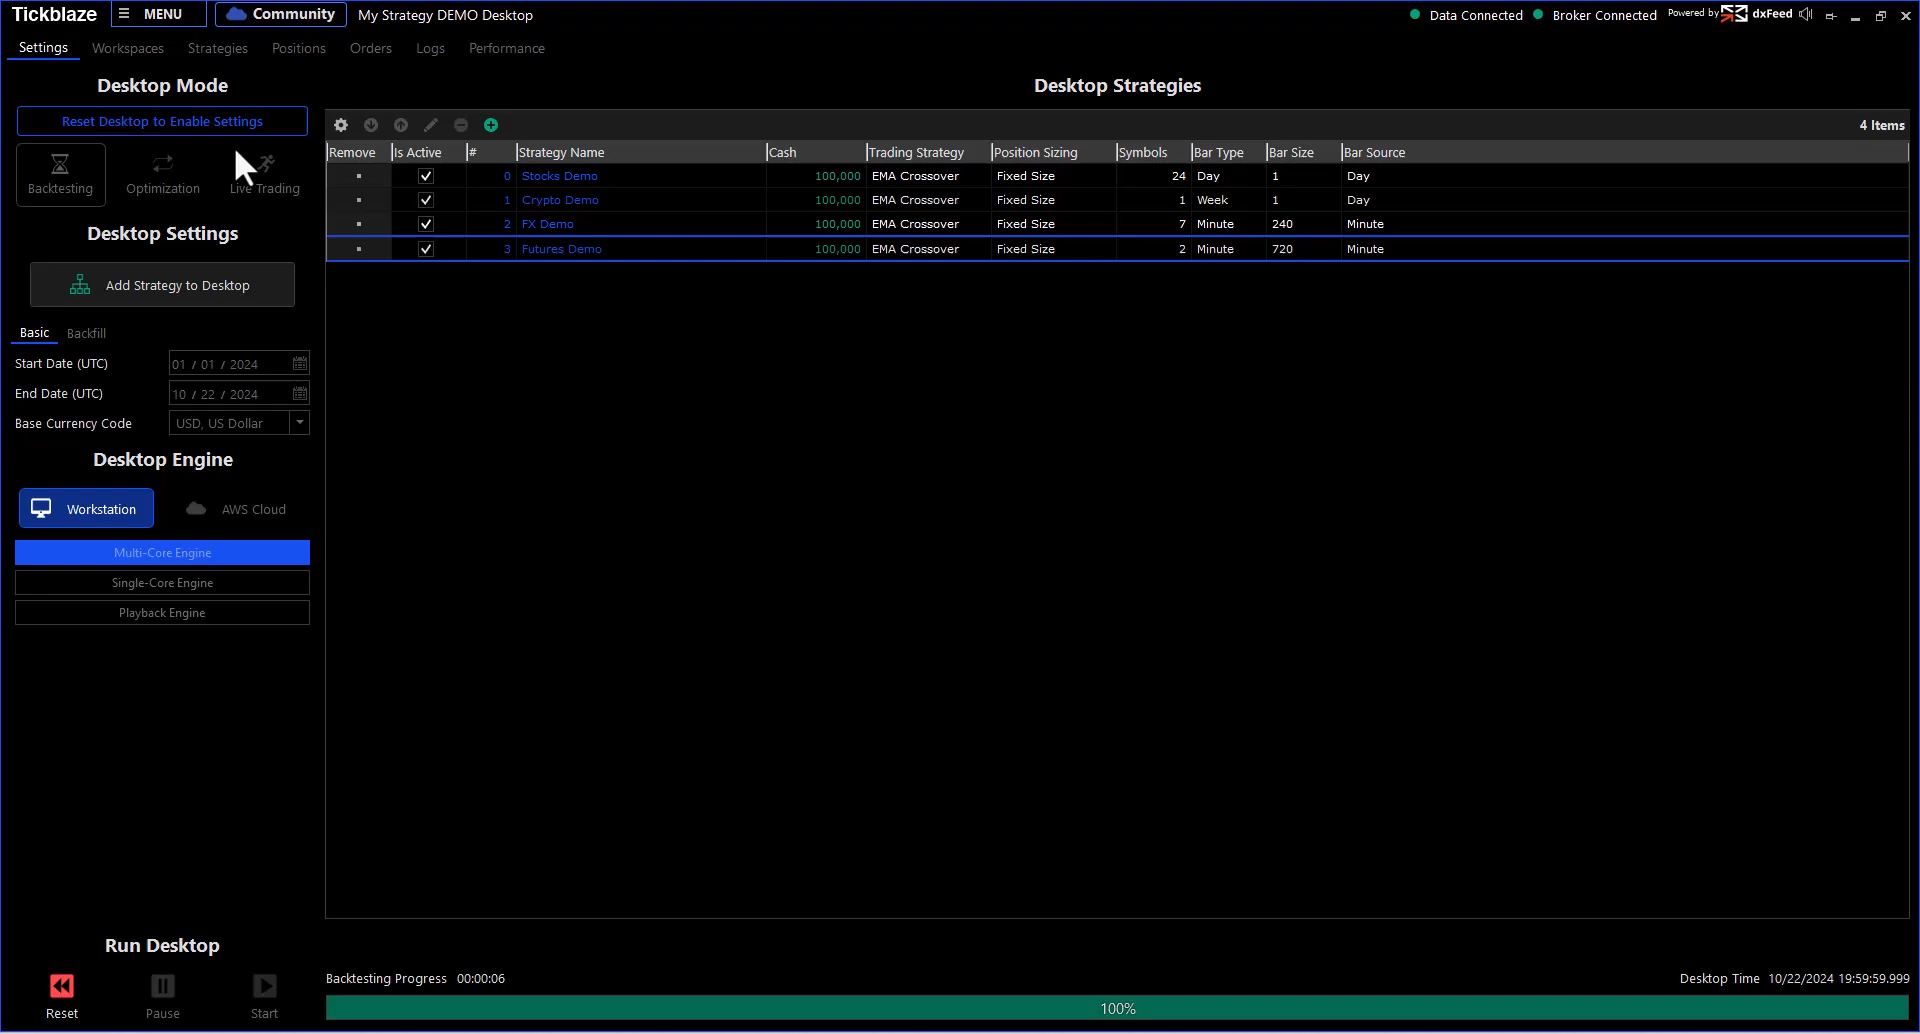 Tickblaze MENU Community My Strategy DEMO Desktop Data Connected Broker Connected Powered by dxFeed
Settings Workspaces Strategies Positions Orders Logs Performance
Desktop Mode
Reset Desktop to Enable Settings
Backtesting Optimization Live Trading
Desktop Settings
Add Strategy to Desktop
Basic Backfill
Start Date (UTC) 01 / 01 / 2024
End Date (UTC) 10 / 22 / 2024
Base Currency Code USD, US Dollar
Desktop Engine
Workstation AWS Cloud
Multi-Core Engine
Single-Core Engine
Playback Engine
Run Desktop
Reset Pause Start
Desktop Strategies
4 Items
Remove Is Active # Strategy Name Cash Trading Strategy Position Sizing Symbols Bar Type Bar Size Bar Source
0 Stocks Demo 100,000 EMA Crossover Fixed Size 24 Day 1 Day
1 Crypto Demo 100,000 EMA Crossover Fixed Size 1 Week 1 Day
2 FX Demo 100,000 EMA Crossover Fixed Size 7 Minute 240 Minute
3 Futures Demo 100,000 EMA Crossover Fixed Size 2 Minute 720 Minute
Backtesting Progress 00:00:06 Desktop Time 10/22/2024 19:59:59.999
100%